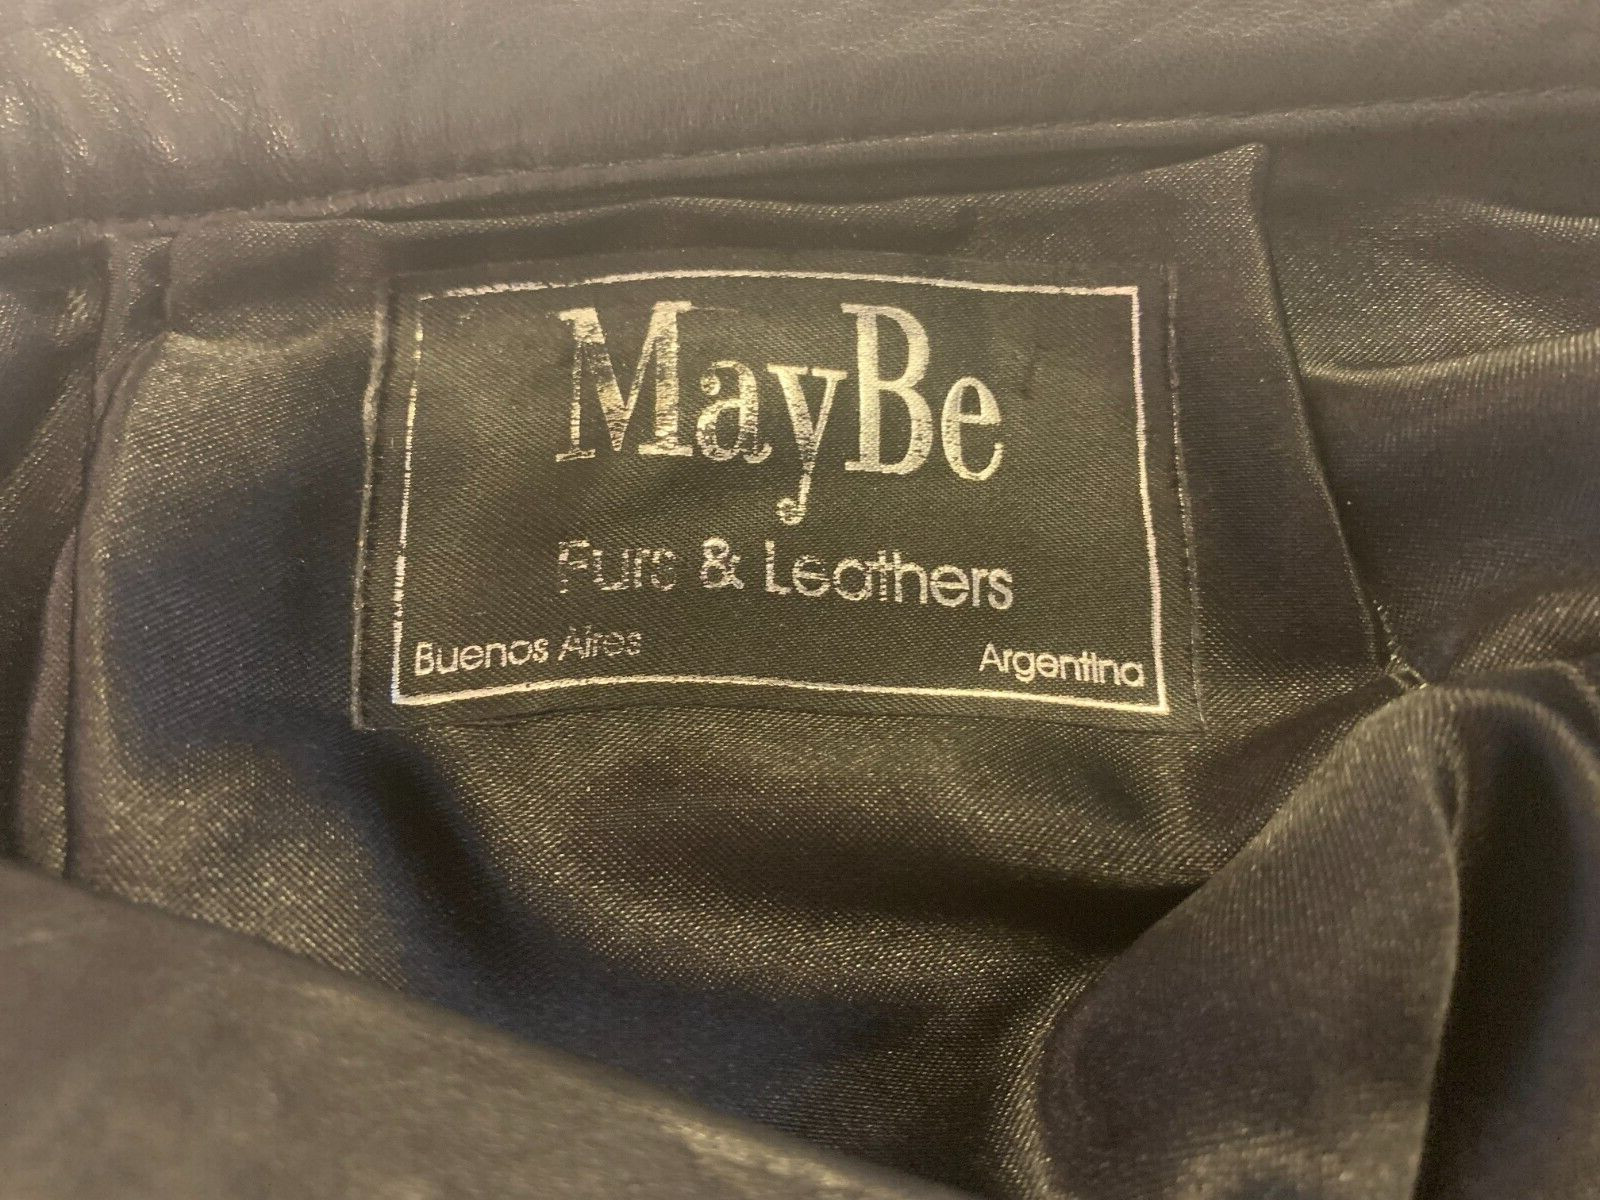 MayBe
Furs & Leathers
Buenos Aires
Argentina